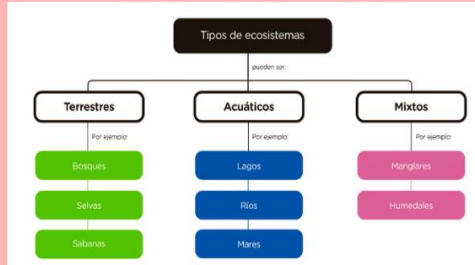 Tipos de ecosistemas
pueden ser:
Terrestres
Acuáticos
Mixtos
Por ejemplo:
Por ejemplo:
Por ejemplo:
Bosques
Lagos
Manglares
Selvas
Ríos
Humedales
Sabanas
Mares